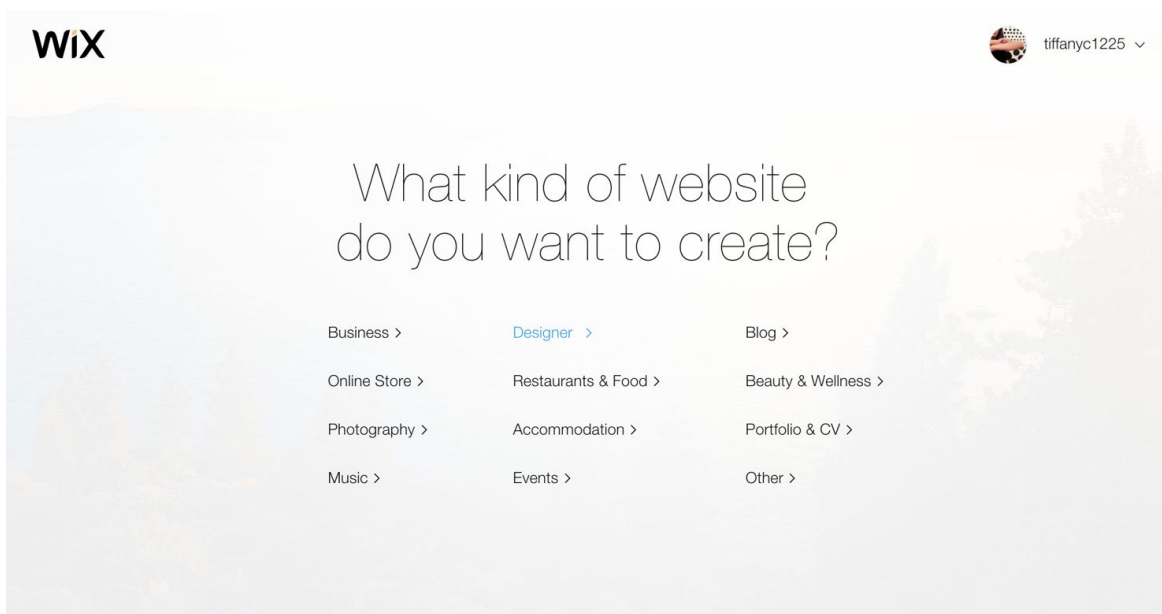 WiX
tiffanyc1225
What kind of website
do you want to create?
Business >
Designer >
Blog >
Online Store >
Restaurants & Food >
Beauty & Wellness >
Photography >
Accommodation >
Portfolio & CV >
Music >
Events >
Other >